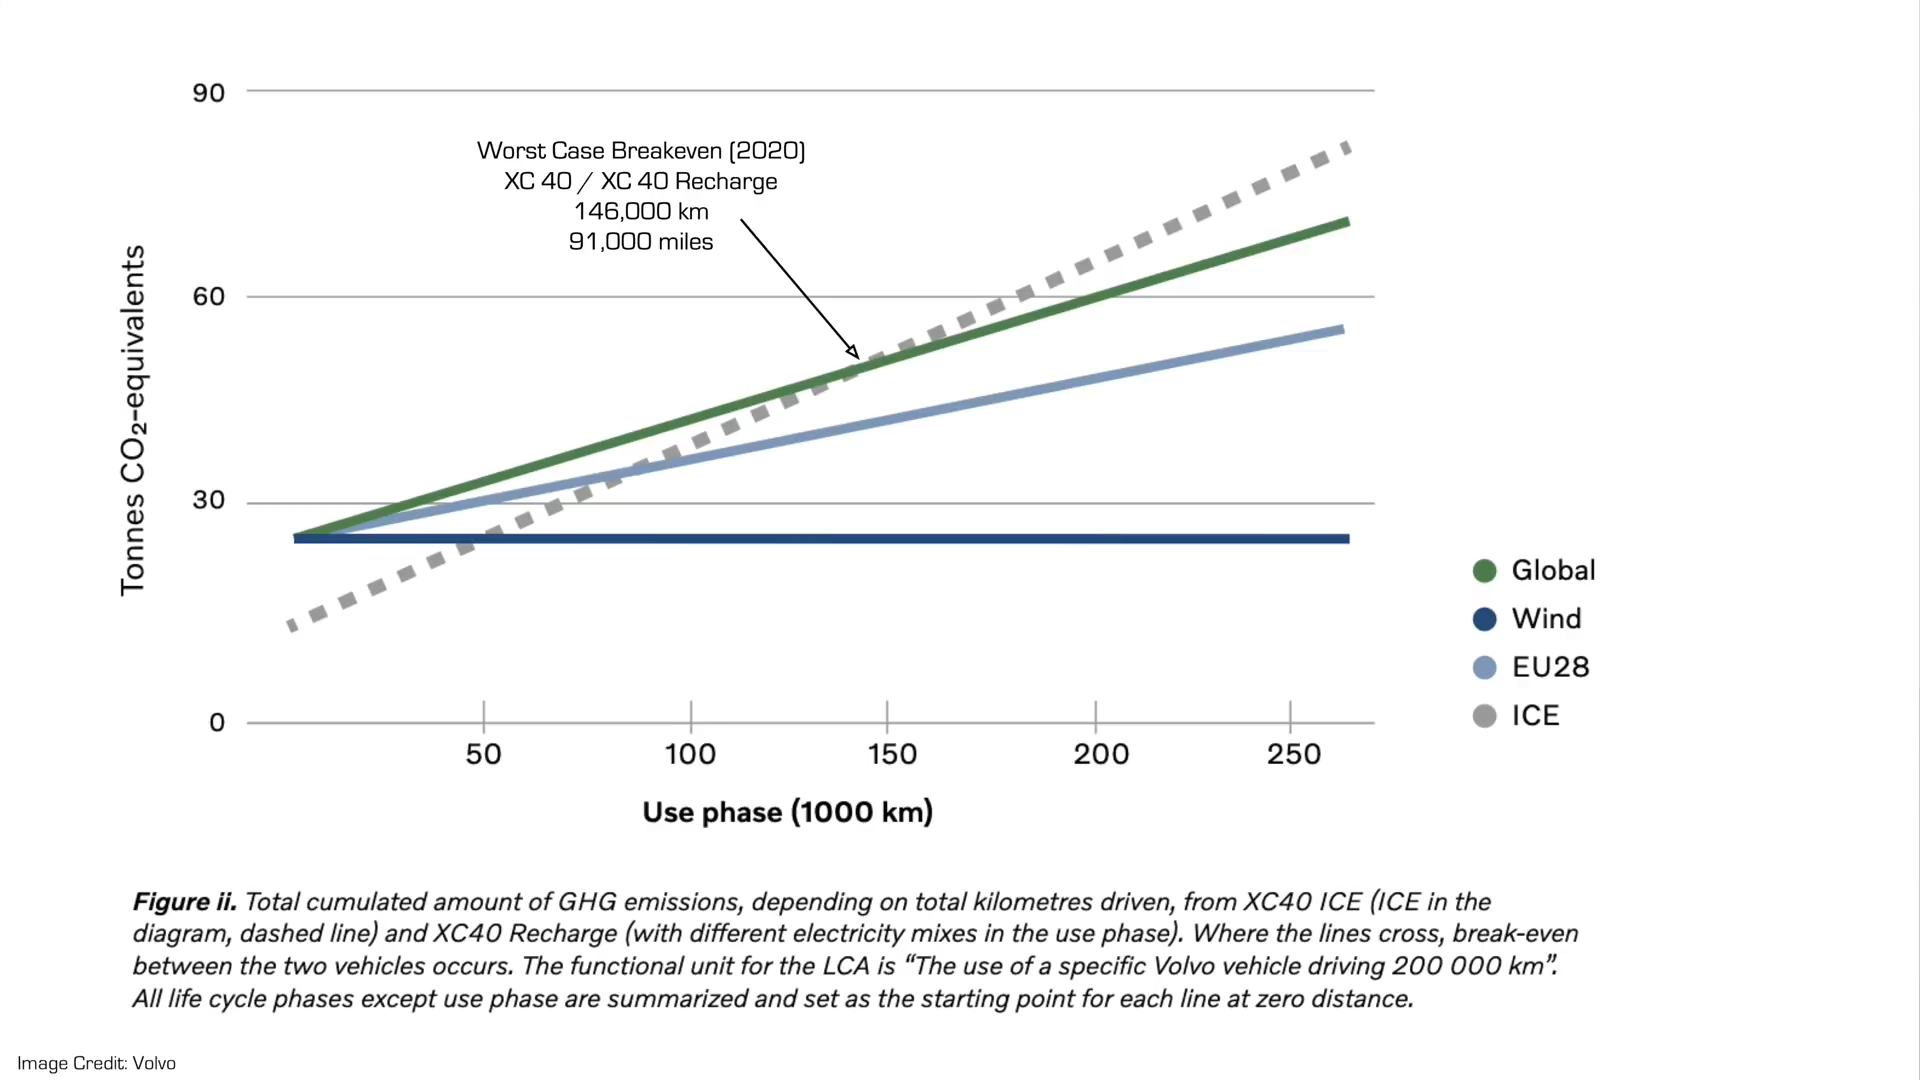 90
Worst Case Breakeven (2020)
XC 40 / XC 40 Recharge
146,000 km
91,000 miles
60
30
0
Tonnes CO₂-equivalents
50 100 150 200 250
Use phase (1000 km)
Global
Wind
EU28
ICE
Figure ii. Total cumulated amount of GHG emissions, depending on total kilometres driven, from XC40 ICE (ICE in the
diagram, dashed line) and XC40 Recharge (with different electricity mixes in the use phase). Where the lines cross, break-even
between the two vehicles occurs. The functional unit for the LCA is “The use of a specific Volvo vehicle driving 200 000 km”.
All life cycle phases except use phase are summarized and set as the starting point for each line at zero distance.
Image Credit: Volvo